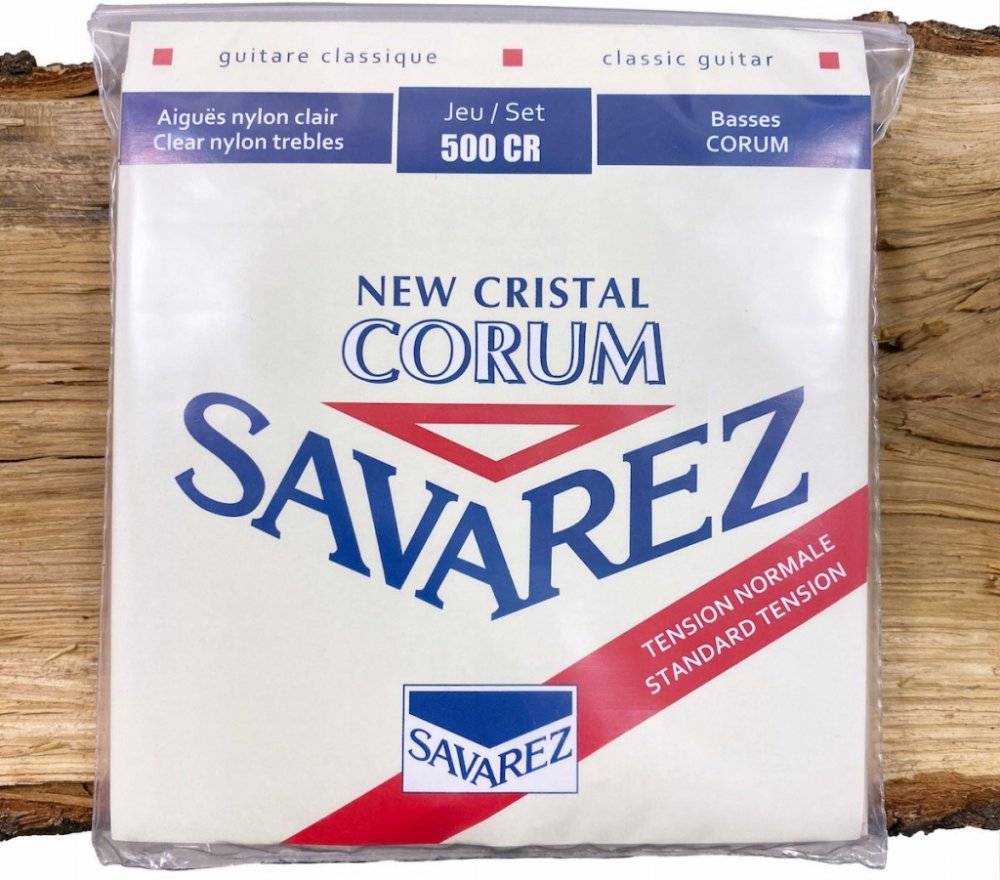 guitare classique
classic guitar
Aiguës nylon clair
Clear nylon trebles
Jeu / Set
500 CR
Basses
CORUM
NEW CRISTAL
CORUM
SAVAREZ
TENSION NORMALE
STANDARD TENSION
SAVAREZ